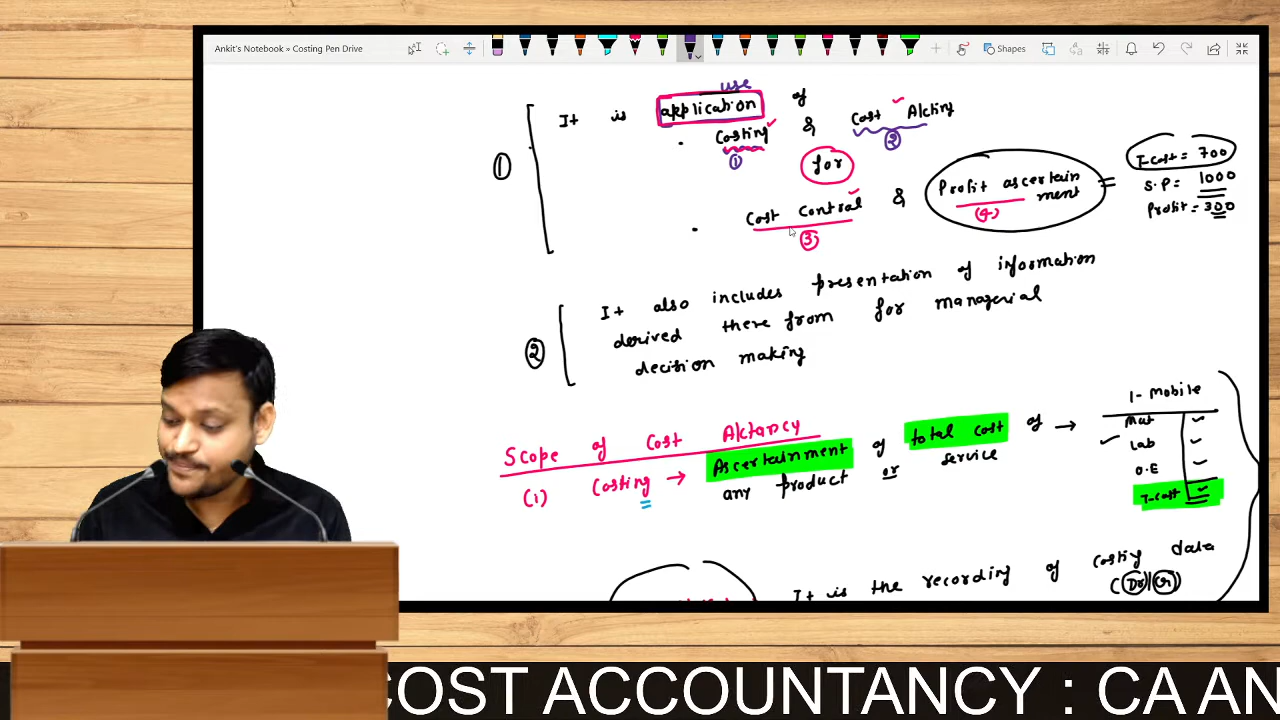 Ankit's Notebook » Costing Pen Drive
Shapes
use
① It is application of
Costing & Cost A/cting
① ②
for
Cost Control & Profit ascertainment =
③ (4)
T-cost = 700
S.P = 1000
Profit = 300
② It also includes presentation of information
derived there from for managerial
decision making
Scope of Cost A/ctancy
(1) Costing → Ascertainment of total cost of →
any product or service
1- Mobile
Mat
Lab
O.E
T-cost
It is the recording of costing data
(Dr|Cr)
COST ACCOUNTANCY : CA AN